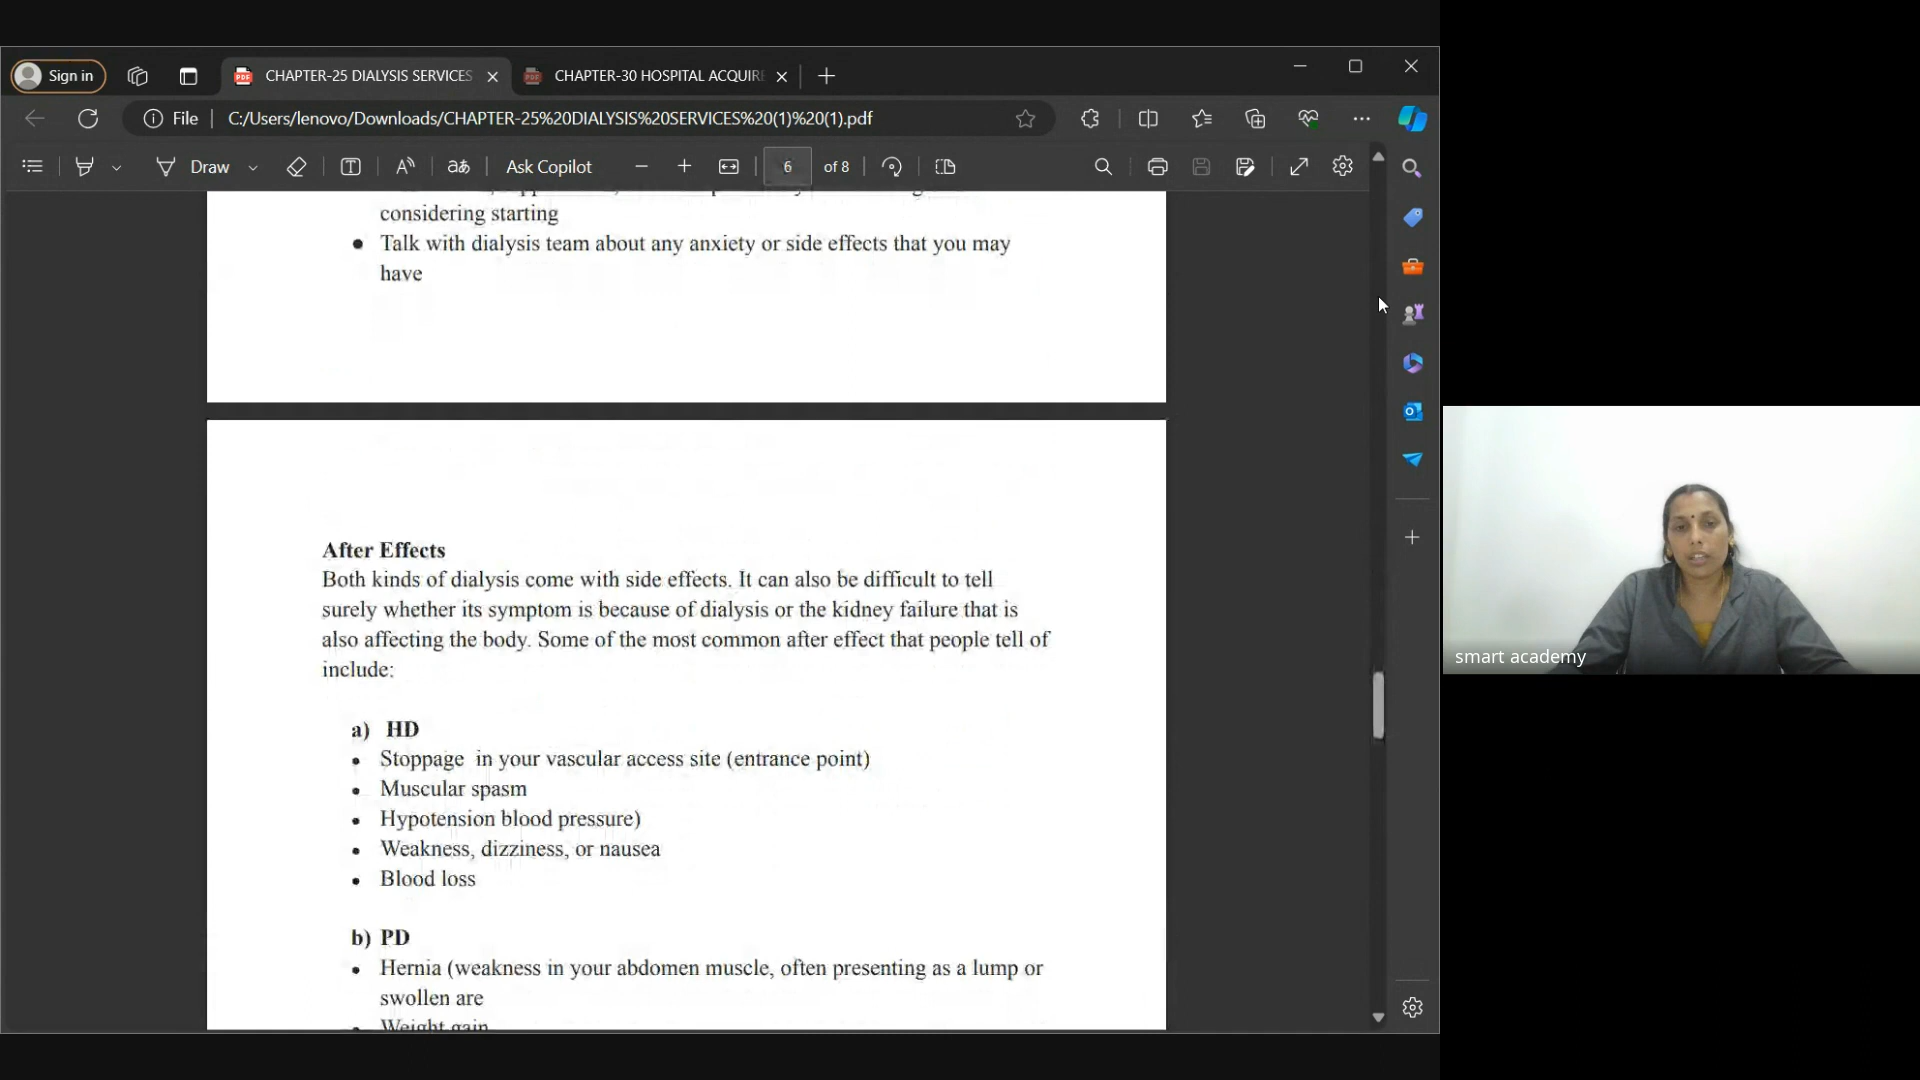 Sign in
CHAPTER-25 DIALYSIS SERVICES
CHAPTER-30 HOSPITAL ACQUIRE
File
C:/Users/lenovo/Downloads/CHAPTER-25%20DIALYSIS%20SERVICES%20(1)%20(1).pdf
Draw
Ask Copilot
6 of 8
considering starting
● Talk with dialysis team about any anxiety or side effects that you may
have
After Effects
Both kinds of dialysis come with side effects. It can also be difficult to tell
surely whether its symptom is because of dialysis or the kidney failure that is
also affecting the body. Some of the most common after effect that people tell of
include:
a) HD
• Stoppage in your vascular access site (entrance point)
• Muscular spasm
• Hypotension blood pressure)
• Weakness, dizziness, or nausea
• Blood loss
b) PD
• Hernia (weakness in your abdomen muscle, often presenting as a lump or
swollen are
• Weight gain
smart academy